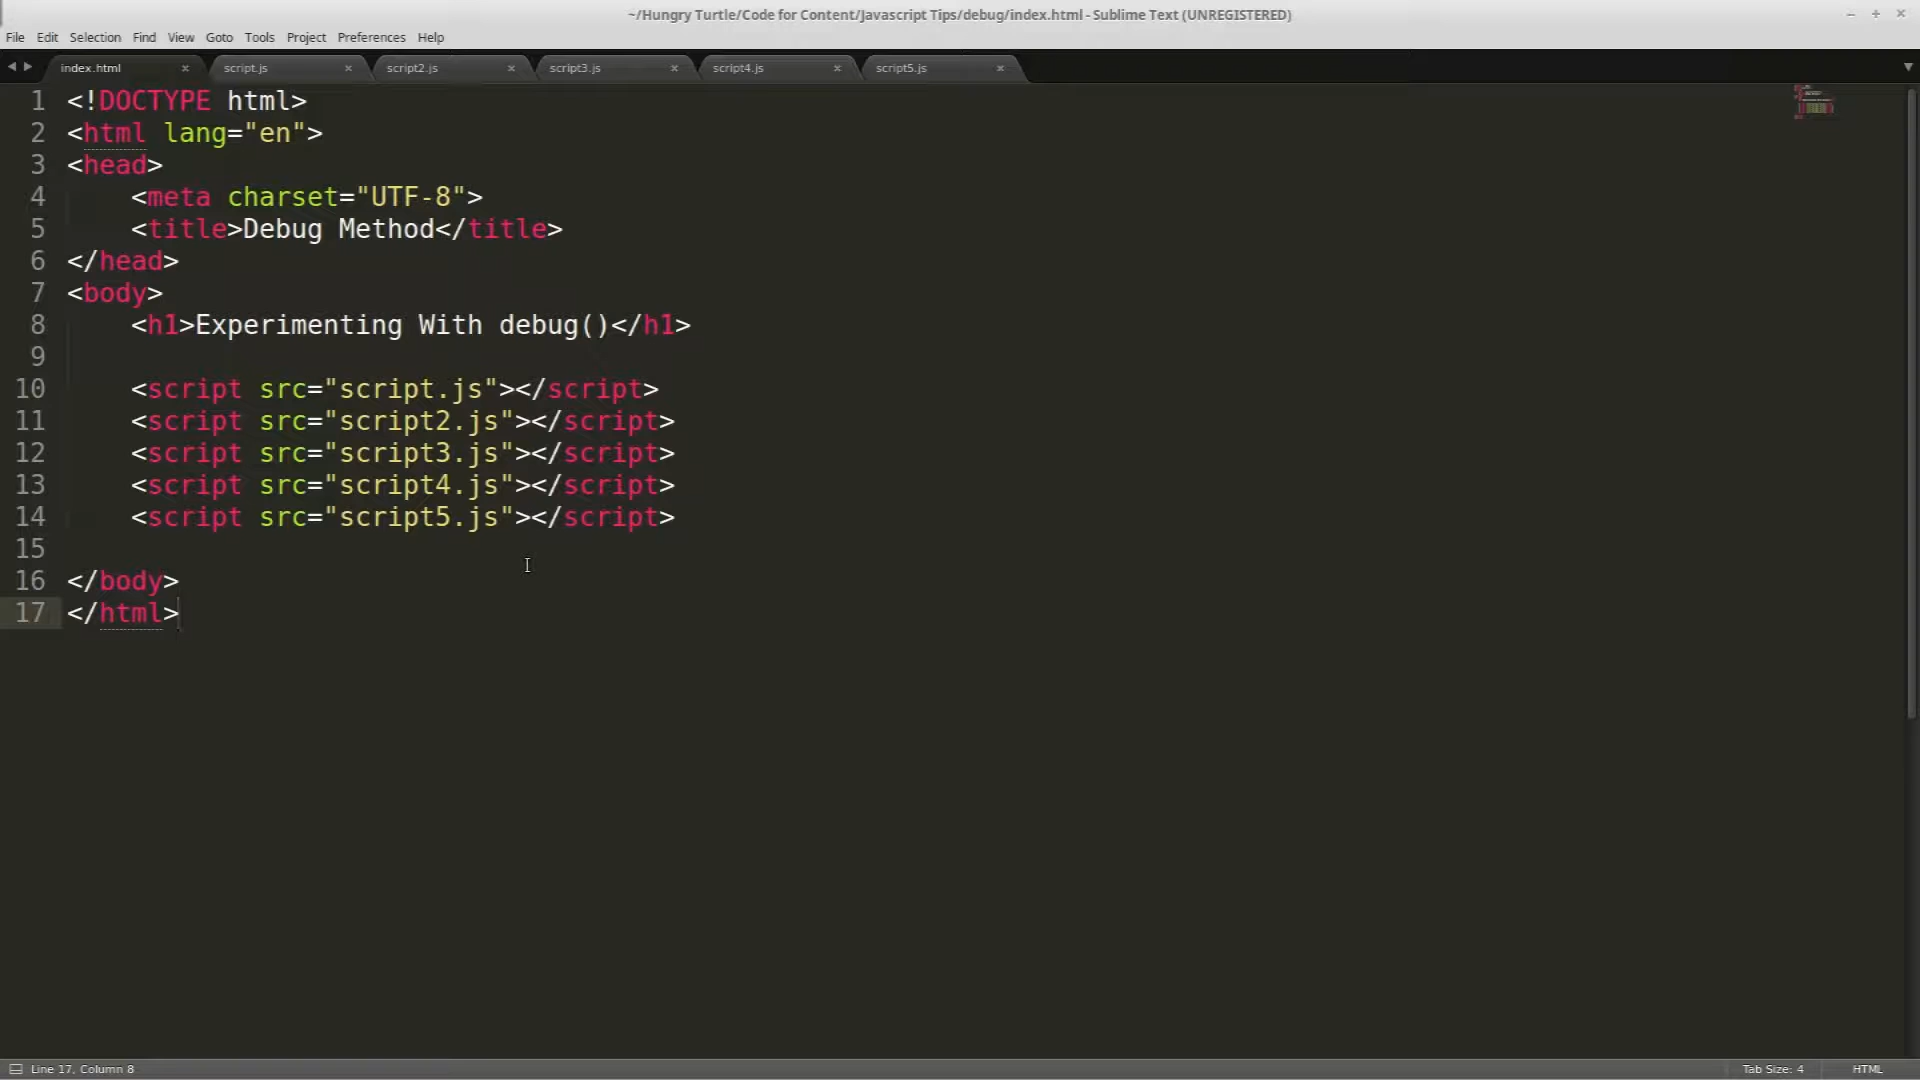 ~/Hungry Turtle/Code for Content/Javascript Tips/debug/index.html - Sublime Text (UNREGISTERED)
File Edit Selection Find View Goto Tools Project Preferences Help
index.html script.js script2.js script3.js script4.js script5.js
1 <!DOCTYPE html>
2 <html lang="en">
3 <head>
4     <meta charset="UTF-8">
5     <title>Debug Method</title>
6 </head>
7 <body>
8     <h1>Experimenting With debug()</h1>
9
10     <script src="script.js"></script>
11     <script src="script2.js"></script>
12     <script src="script3.js"></script>
13     <script src="script4.js"></script>
14     <script src="script5.js"></script>
15
16 </body>
17 </html>
Line 17, Column 8 Tab Size: 4 HTML